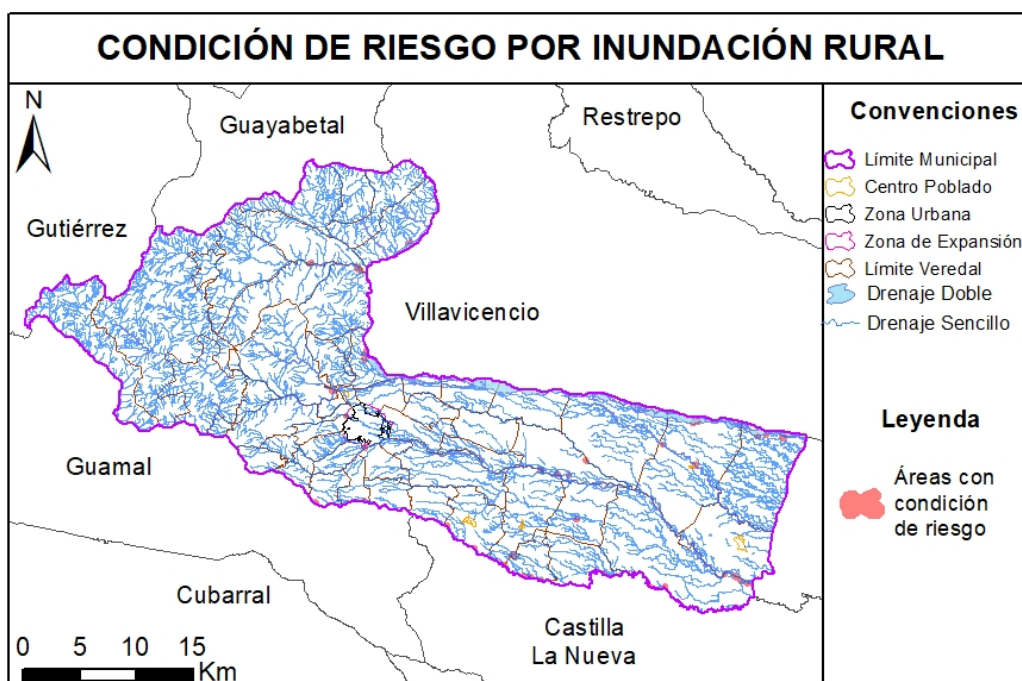 CONDICIÓN DE RIESGO POR INUNDACIÓN RURAL
N
Guayabetal
Restrepo
Gutiérrez
Villavicencio
Guamal
Cubarral
Castilla
La Nueva
0 5 10 15
Km
Convenciones
Límite Municipal
Centro Poblado
Zona Urbana
Zona de Expansión
Límite Veredal
Drenaje Doble
Drenaje Sencillo
Leyenda
Áreas con
condición
de riesgo